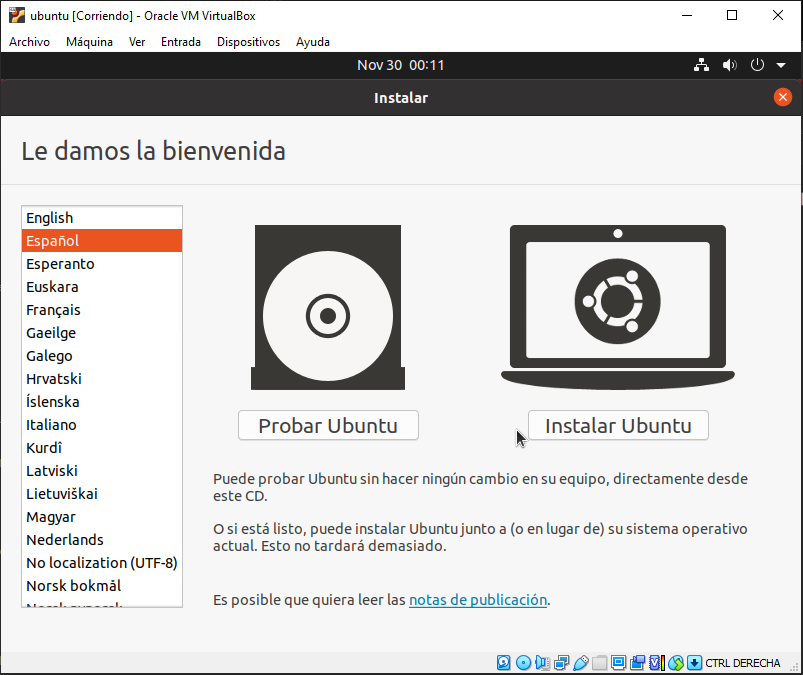 ubuntu [Corriendo] - Oracle VM VirtualBox
Archivo Máquina Ver Entrada Dispositivos Ayuda
Nov 30 00:11
Instalar
Le damos la bienvenida
English
Español
Esperanto
Euskara
Français
Gaeilge
Galego
Hrvatski
Íslenska
Italiano
Kurdî
Latviski
Lietuviškai
Magyar
Nederlands
No localization (UTF-8)
Norsk bokmål
Probar Ubuntu
Instalar Ubuntu
Puede probar Ubuntu sin hacer ningún cambio en su equipo, directamente desde
este CD.
O si está listo, puede instalar Ubuntu junto a (o en lugar de) su sistema operativo
actual. Esto no tardará demasiado.
Es posible que quiera leer las notas de publicación.
CTRL DERECHA